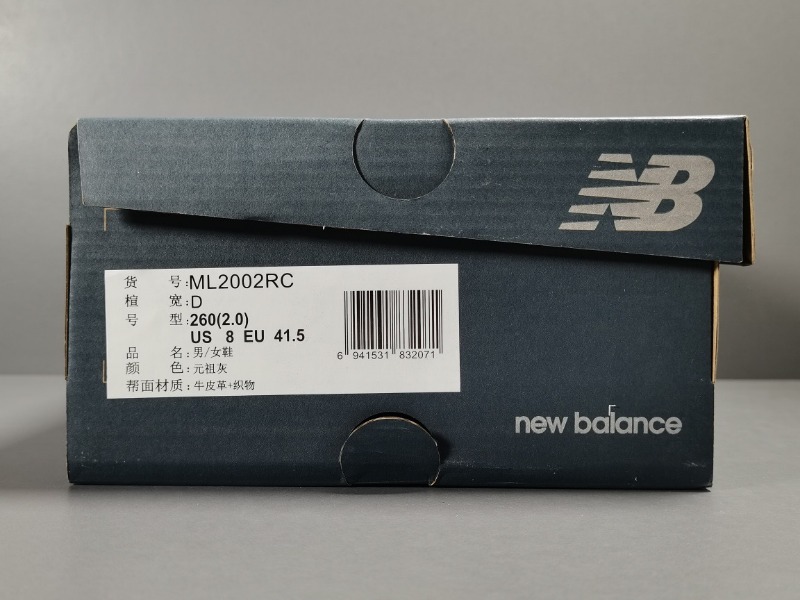 NB
货 号:ML2002RC
楦 宽:D
号 型:260(2.0)
US 8 EU 41.5
品 名:男/女鞋
颜 色:元祖灰
帮面材质:牛皮革+织物
6 941531 832071
new balance